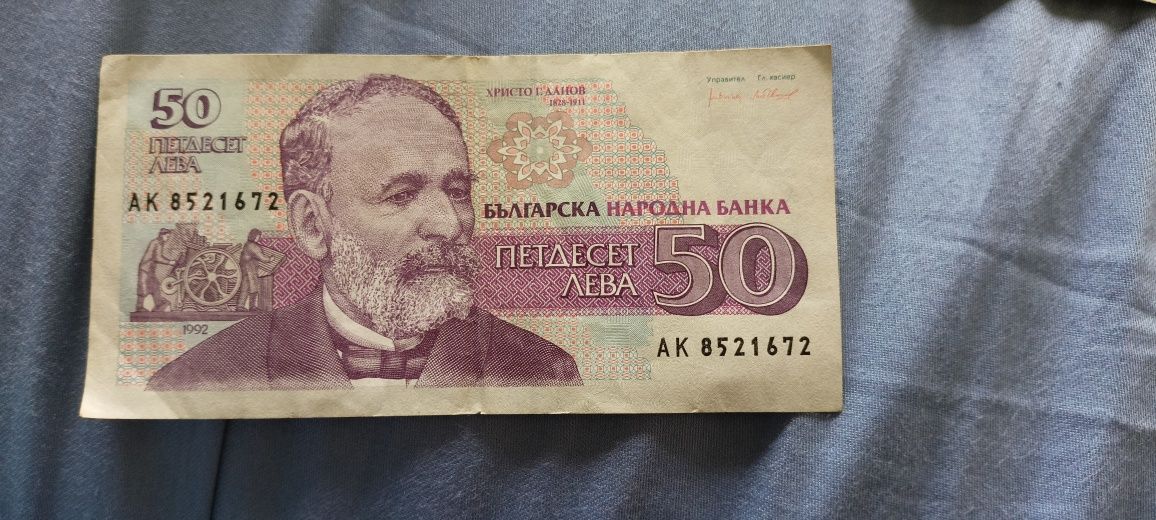 50
ПЕТДЕСЕТ
ЛЕВА
АК 8521672
1992
ХРИСТО Г. ДАНОВ
1828-1911
Управител Гл. касиер
БЪЛГАРСКА НАРОДНА БАНКА
ПЕТДЕСЕТ
ЛЕВА
50
АК 8521672